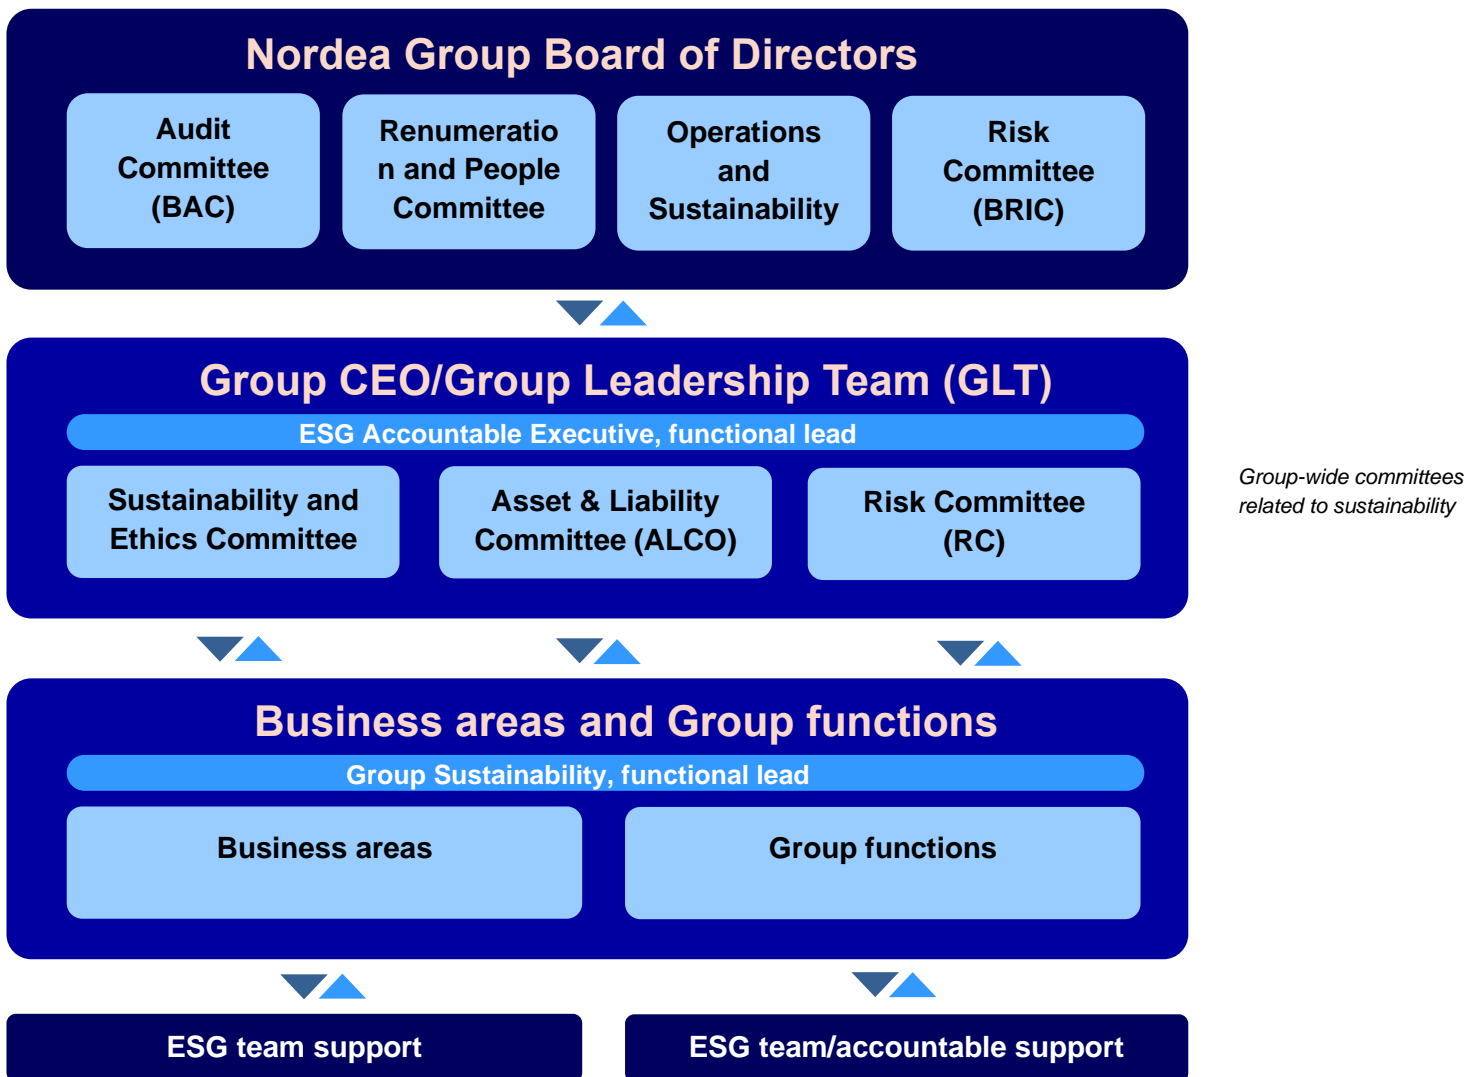 Nordea Group Board of Directors
Audit
Committee
(BAC)
Renumeratio
n and People
Committee
Operations
and
Sustainability
Risk
Committee
(BRIC)
Group CEO/Group Leadership Team (GLT)
ESG Accountable Executive, functional lead
Sustainability and
Ethics Committee
Asset & Liability
Committee (ALCO)
Risk Committee
(RC)
Group-wide committees
related to sustainability
Business areas and Group functions
Group Sustainability, functional lead
Business areas
Group functions
ESG team support
ESG team/accountable support